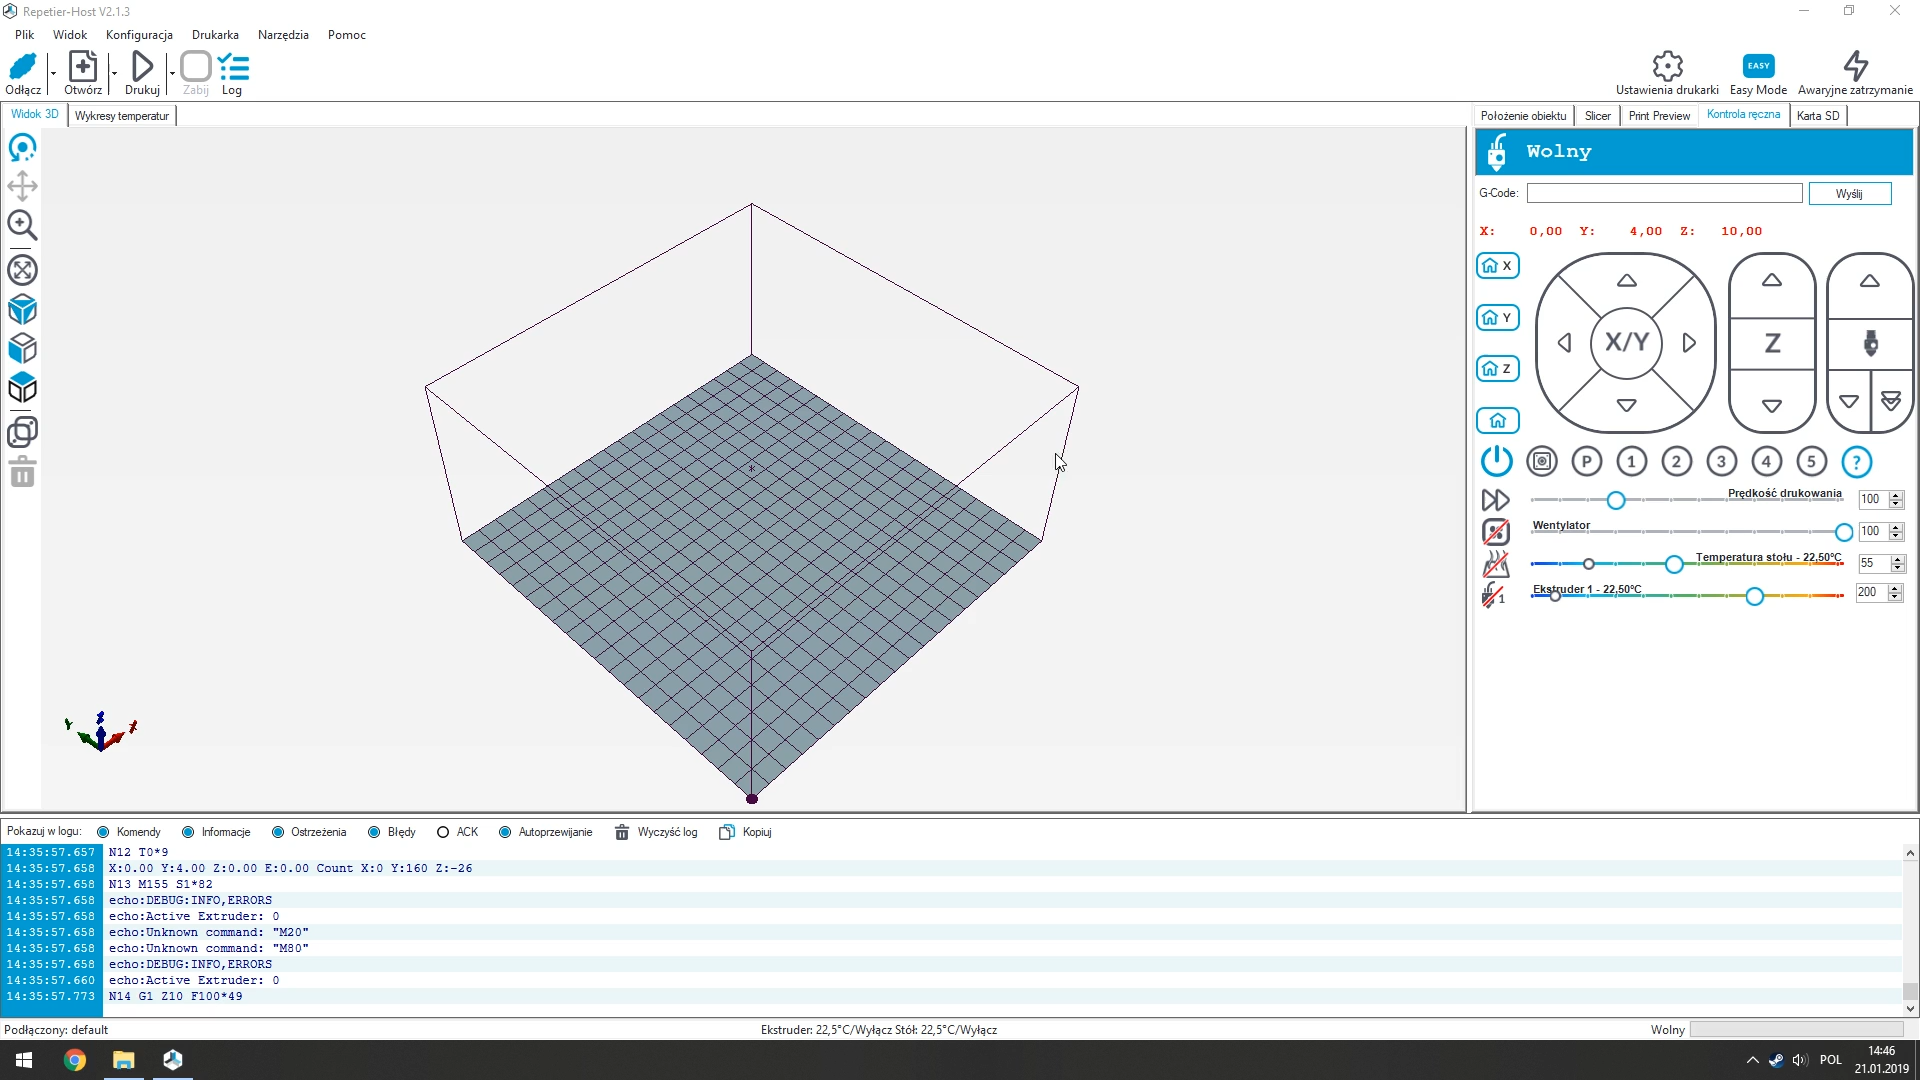 Repetier-Host V2.1.3
Plik Widok Konfiguracja Drukarka Narzędzia Pomoc
Odłącz Otwórz Drukuj Zabij Log
EASY
Ustawienia drukarki Easy Mode Awaryjne zatrzymanie
Widok 3D Wykresy temperatur
Położenie obiektu Slicer Print Preview Kontrola ręczna Karta SD
Wolny
G-Code: Wyślij
X: 0,00 Y: 4,00 Z: 10,00
X
Y
Z
X/Y Z
P 1 2 3 4 5 ?
Prędkość drukowania 100
Wentylator 100
Temperatura stołu - 22,50°C 55
1 Ekstruder 1 - 22,50°C 200
Y Z X
Pokazuj w logu: Komendy Informacje Ostrzeżenia Błędy ACK Autoprzewijanie Wyczyść log Kopiuj
14:35:57.657 N12 T0*9
14:35:57.658 X:0.00 Y:4.00 Z:0.00 E:0.00 Count X:0 Y:160 Z:-26
14:35:57.658 N13 M155 S1*82
14:35:57.658 echo:DEBUG:INFO,ERRORS
14:35:57.658 echo:Active Extruder: 0
14:35:57.658 echo:Unknown command: "M20"
14:35:57.658 echo:Unknown command: "M80"
14:35:57.658 echo:DEBUG:INFO,ERRORS
14:35:57.660 echo:Active Extruder: 0
14:35:57.773 N14 G1 Z10 F100*49
Podłączony: default
Ekstruder: 22,5°C/Wyłącz Stół: 22,5°C/Wyłącz
Wolny
POL
14:46
21.01.2019